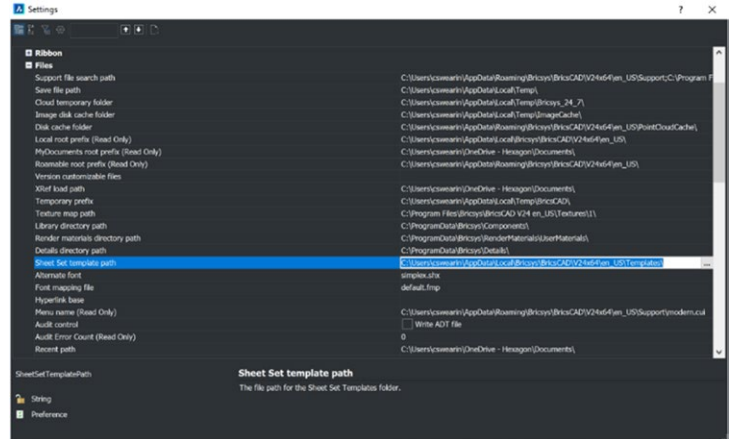 Settings
Ribbon
Files
Support file search path C:\Users\cswearin\AppData\Roaming\Bricsys\BricsCAD\V24x64\en_US\Support;C:\Program F
Save file path C:\Users\cswearin\AppData\Local\Temp\
Cloud temporary folder C:\Users\cswearin\AppData\Local\Temp\Bricsys_24_7\
Image disk cache folder C:\Users\cswearin\AppData\Local\Temp\ImageCache\
Disk cache folder C:\Users\cswearin\AppData\Roaming\Bricsys\BricsCAD\V24x64\en_US\PointCloudCache\
Local root prefix (Read Only) C:\Users\cswearin\AppData\Local\Bricsys\BricsCAD\V24x64\en_US\
MyDocuments root prefix (Read Only) C:\Users\cswearin\OneDrive - Hexagon\Documents\
Roamable root prefix (Read Only) C:\Users\cswearin\AppData\Roaming\Bricsys\BricsCAD\V24x64\en_US\
Version customizable files
XRef load path C:\Users\cswearin\OneDrive - Hexagon\Documents\
Temporary prefix C:\Users\cswearin\AppData\Local\Temp\BricsCAD\
Texture map path C:\Program Files\Bricsys\BricsCAD V24 en_US\Textures\1\
Library directory path C:\ProgramData\Bricsys\Components\
Render materials directory path C:\ProgramData\Bricsys\RenderMaterials\UserMaterials\
Details directory path C:\ProgramData\Bricsys\Details\
Sheet Set template path C:\Users\cswearin\AppData\Local\Bricsys\BricsCAD\V24x64\en_US\Templates\ ...
Alternate font simplex.shx
Font mapping file default.fmp
Hyperlink base
Menu name (Read Only) C:\Users\cswearin\AppData\Roaming\Bricsys\BricsCAD\V24x64\en_US\Support\modern.cui
Audit control Write ADT file
Audit Error Count (Read Only) 0
Recent path C:\Users\cswearin\OneDrive - Hexagon\Documents\
SheetSetTemplatePath
String
Preference
Sheet Set template path
The file path for the Sheet Set Templates folder.